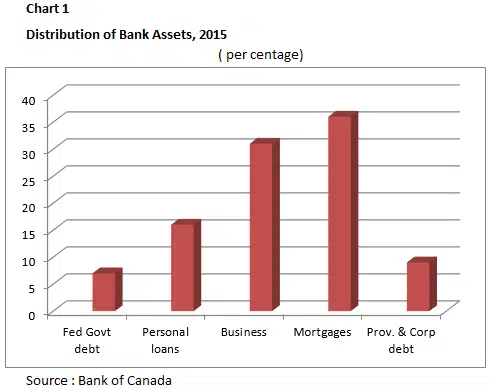 Chart 1
Distribution of Bank Assets, 2015
( per centage)
40
35
30
25
20
15
10
5
0
Fed Govt debt
Personal loans
Business
Mortgages
Prov. & Corp debt
Source : Bank of Canada